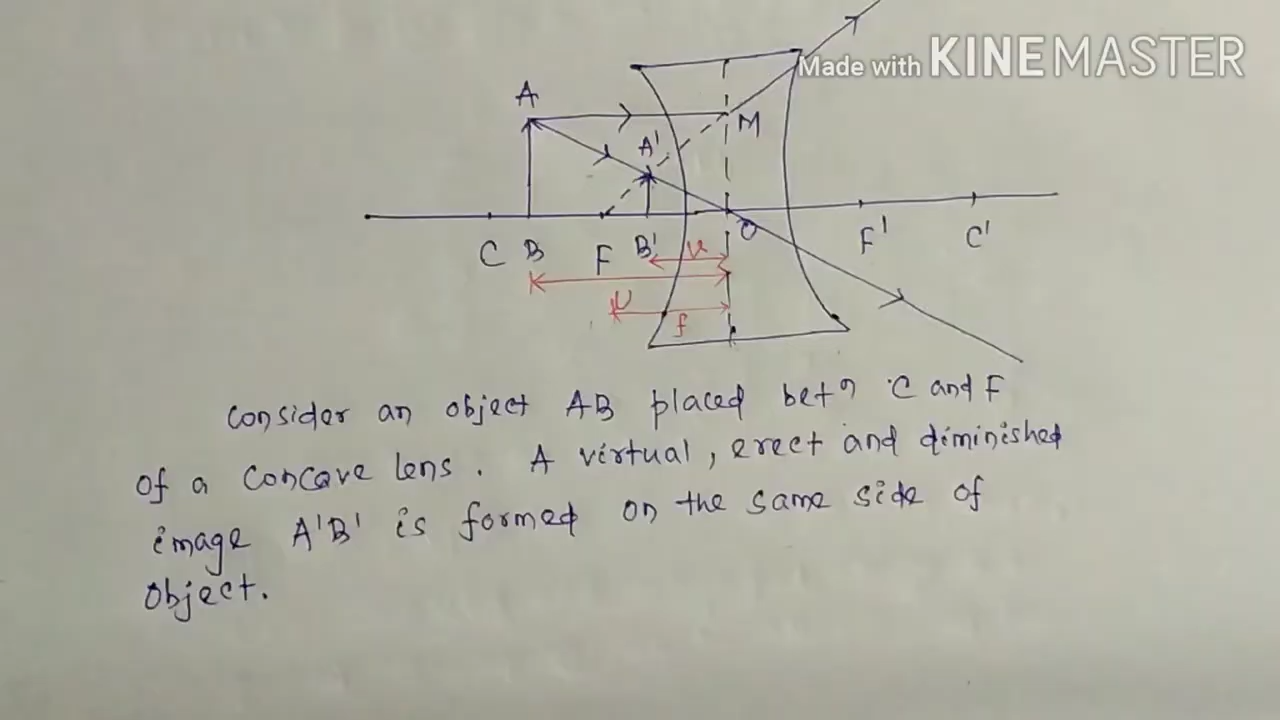 Made with KINEMASTER
A
M
A'
C B F B' O F' C'
u
U
f
Consider an object AB placed betn C and F
of a concave lens. A virtual, erect and diminished
image A'B' is formed on the same side of
object.